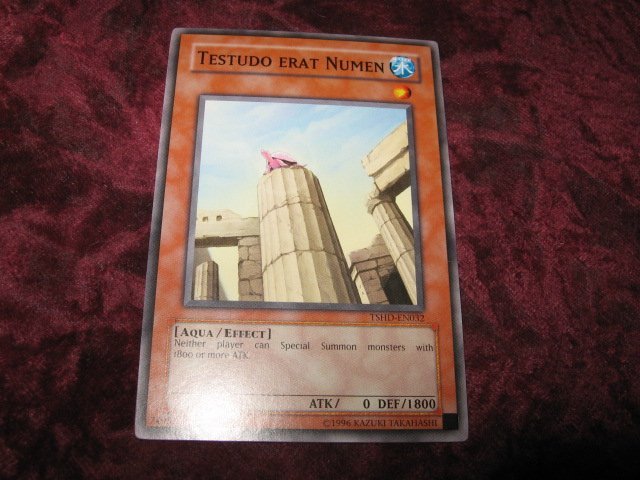 TESTUDO ERAT NUMEN
水
TSHD-EN032
[AQUA/EFFECT]
Neither player can Special Summon monsters with
1800 or more ATK.
ATK/ 0 DEF/1800
©1996 KAZUKI TAKAHASHI